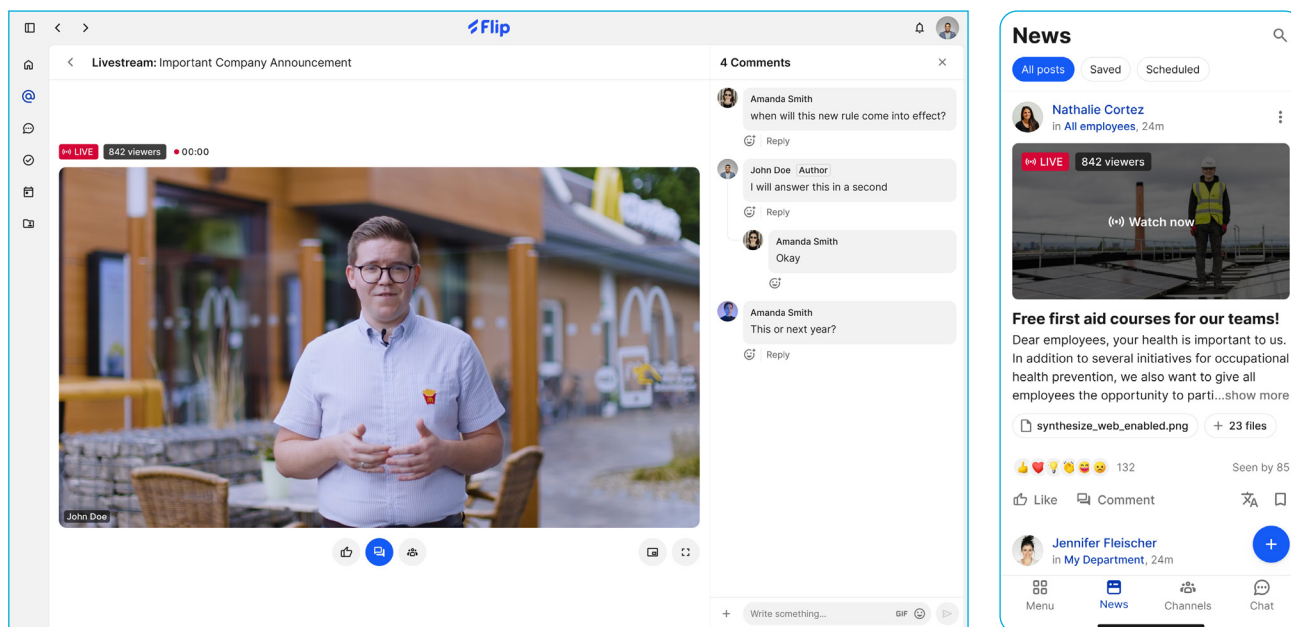 Flip
Livestream: Important Company Announcement
4 Comments
LIVE 842 viewers 00:00
John Doe
Amanda Smith
when will this new rule come into effect?
Reply
John Doe Author
I will answer this in a second
Reply
Amanda Smith
Okay
Amanda Smith
This or next year?
Reply
Write something...
GIF
News
All posts Saved Scheduled
Nathalie Cortez
in All employees, 24m
LIVE 842 viewers
Watch now
Free first aid courses for our teams!
Dear employees, your health is important to us.
In addition to several initiatives for occupational
health prevention, we also want to give all
employees the opportunity to parti...show more
synthesize_web_enabled.png + 23 files
132 Seen by 85
Like Comment
Jennifer Fleischer
in My Department, 24m
Menu News Channels Chat